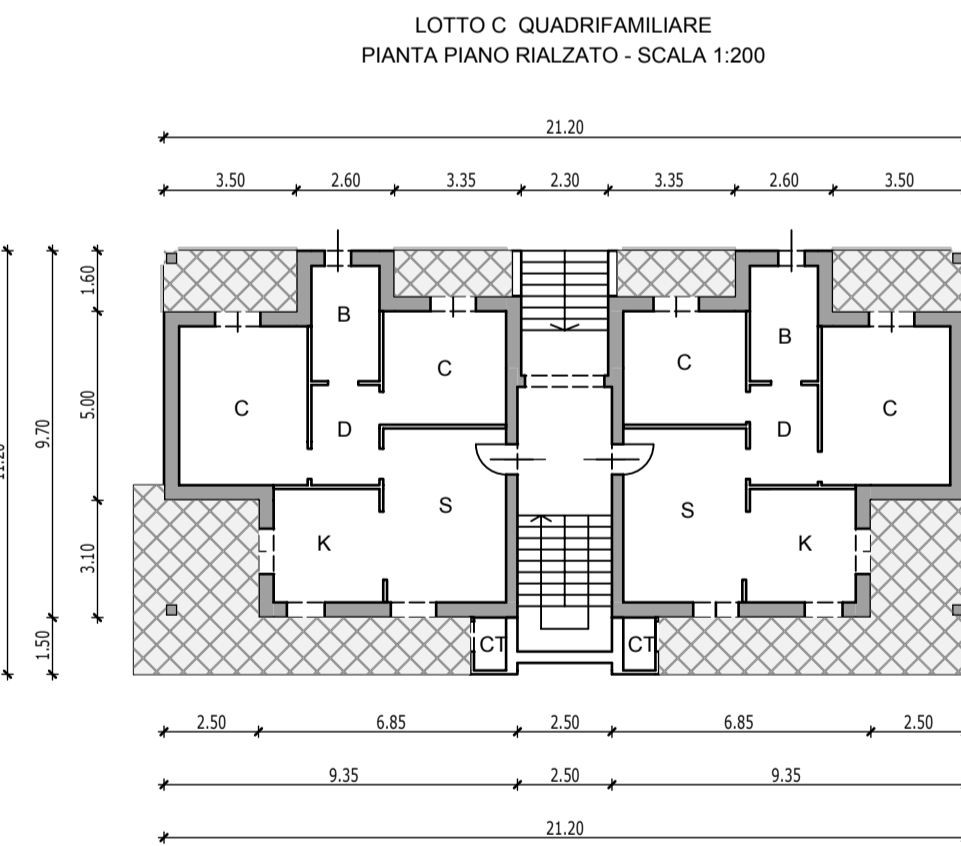 LOTTO C QUADRIFAMILIARE
PIANTA PIANO RIALZATO - SCALA 1:200
21.20
3.50 2.60 3.35 2.30 3.35 2.60 3.50
1.60
5.00
9.70
3.10
1.50
B
B
C
C
C
C
D
D
S
S
K
K
CT
CT
2.50 6.85 2.50 6.85 2.50
9.35 2.50 9.35
21.20